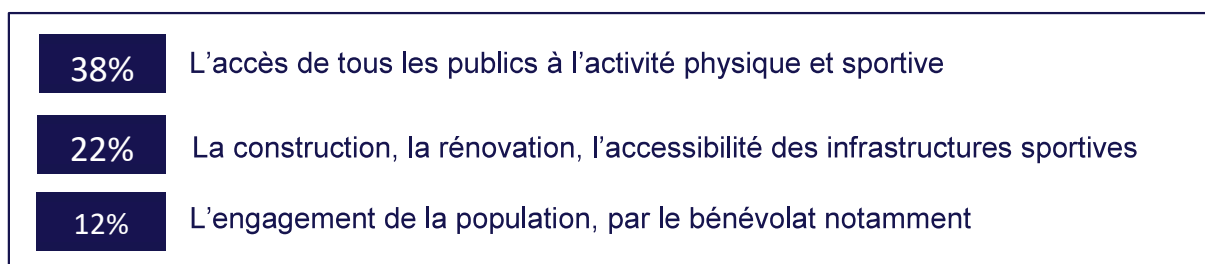 38% L’accès de tous les publics à l’activité physique et sportive
22% La construction, la rénovation, l’accessibilité des infrastructures sportives
12% L’engagement de la population, par le bénévolat notamment